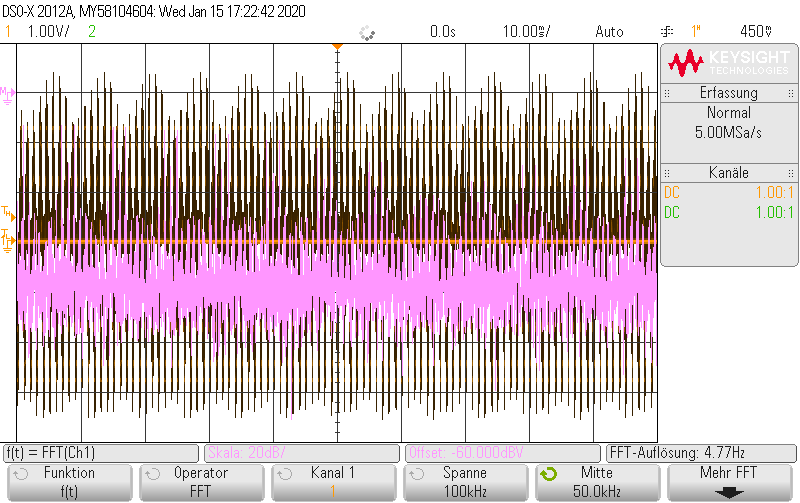 DSO-X 2012A, MY58104604: Wed Jan 15 17:22:42 2020
1 1.00V/ 2 0.0s 10.00ms/ Auto 1 450mV
KEYSIGHT
TECHNOLOGIES
Erfassung
Normal
5.00MSa/s
Kanäle
DC 1.00:1
DC 1.00:1
M
f(t) = FFT(Ch1) Skala: 20dB/ Offset: -60.000dBV FFT-Auflösung: 4.77Hz
Funktion Operator Kanal 1 Spanne Mitte Mehr FFT
f(t) FFT 1 100kHz 50.0kHz